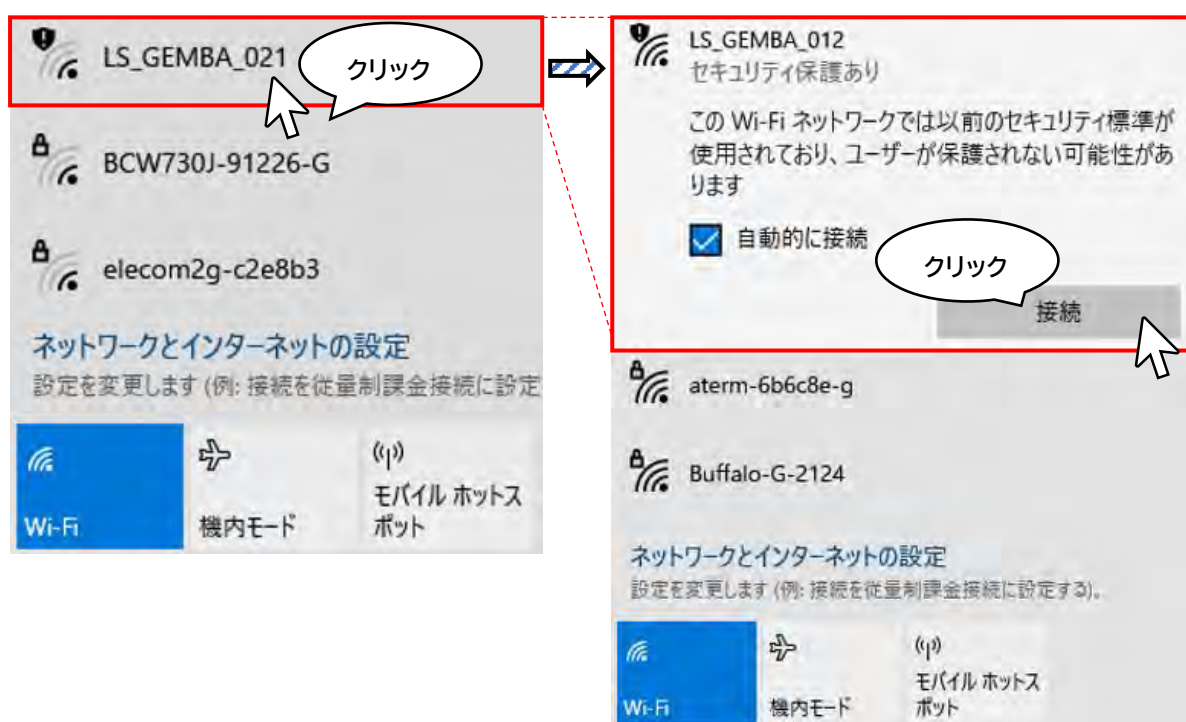 LS_GEMBA_021
クリック
BCW730J-91226-G
elecom2g-c2e8b3
ネットワークとインターネットの設定
設定を変更します (例: 接続を従量制課金接続に設定
Wi-Fi
機内モード
モバイル ホットス
ポット
LS_GEMBA_012
セキュリティ保護あり
この Wi-Fi ネットワークでは以前のセキュリティ標準が
使用されており、ユーザーが保護されない可能性があ
ります
自動的に接続
クリック
接続
aterm-6b6c8e-g
Buffalo-G-2124
ネットワークとインターネットの設定
設定を変更します (例: 接続を従量制課金接続に設定する)。
Wi-Fi
機内モード
モバイル ホットス
ポット